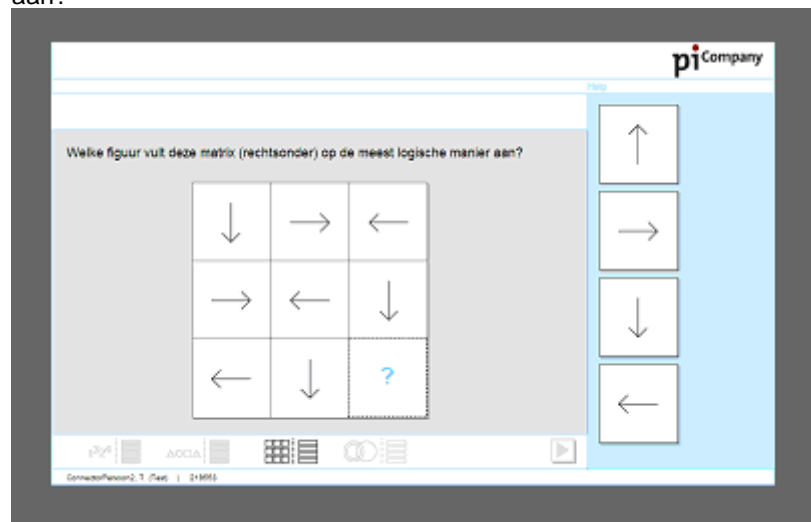 aan?
pi Company
Help
Welke figuur vult deze matrix (rechtsonder) op de meest logische manier aan?
?